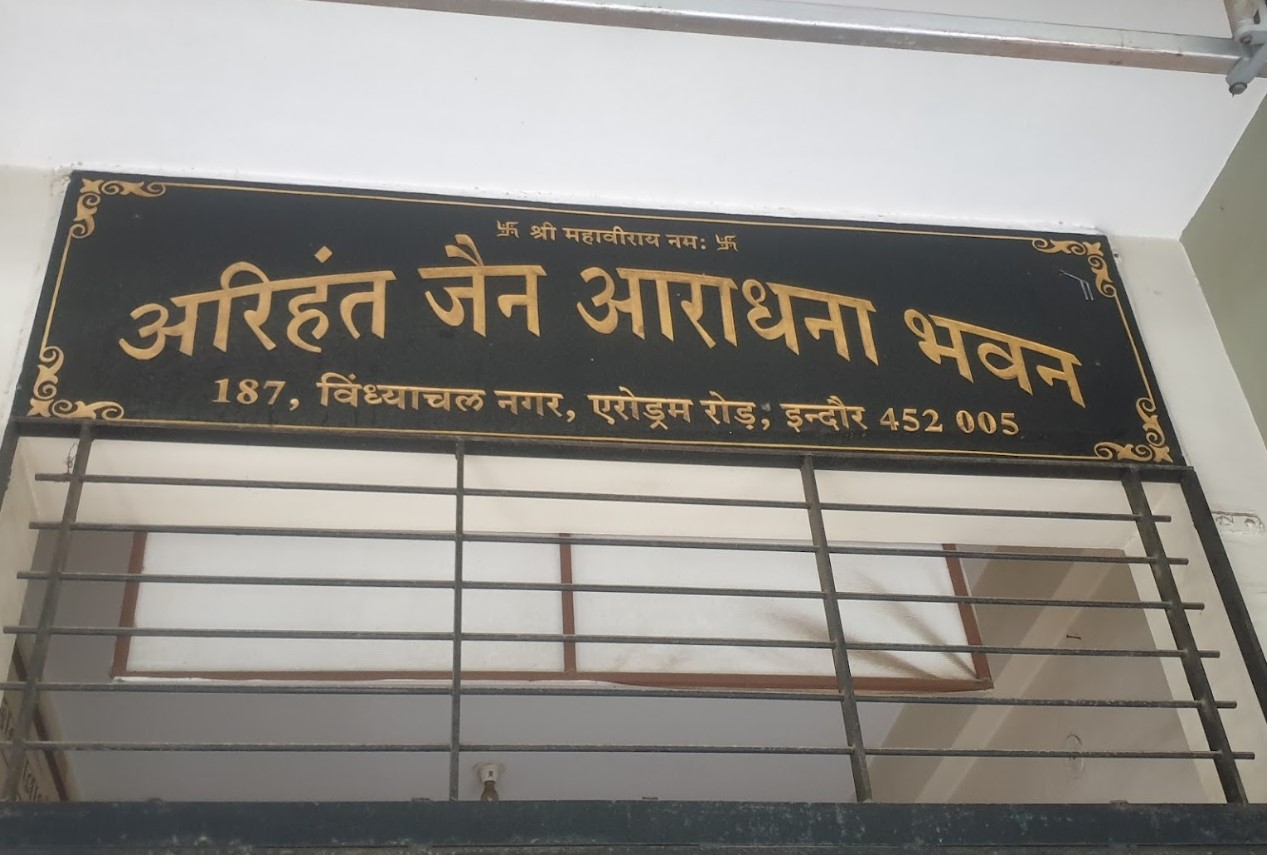 卐 श्री महावीराय नम: 卐
अरिहंत जैन आराधना भवन
187, विंध्याचल नगर, एरोड्रम रोड़, इन्दौर 452 005